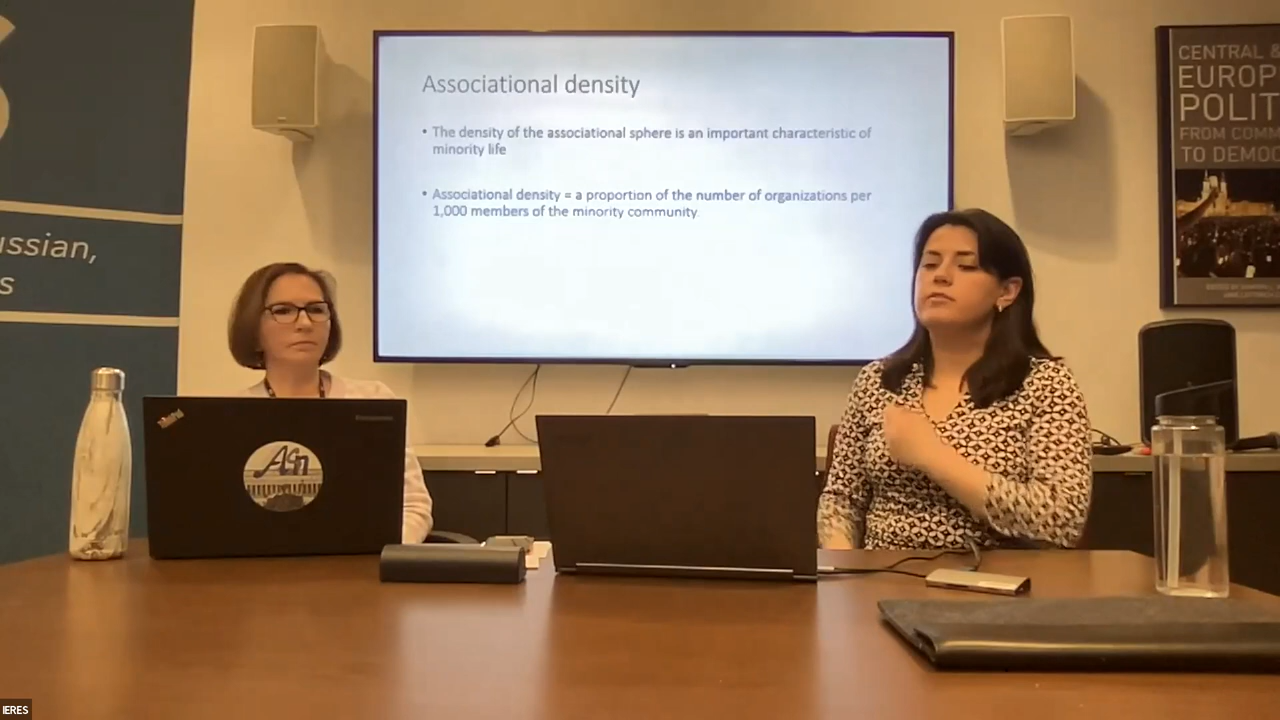 Associational density
• The density of the associational sphere is an important characteristic of
minority life
• Associational density = a proportion of the number of organizations per
1,000 members of the minority community
CENTRAL &
EUROP
POLIT
FROM COMM
TO DEMOC
ussian,
s
ThinkPad
ASN
IERES